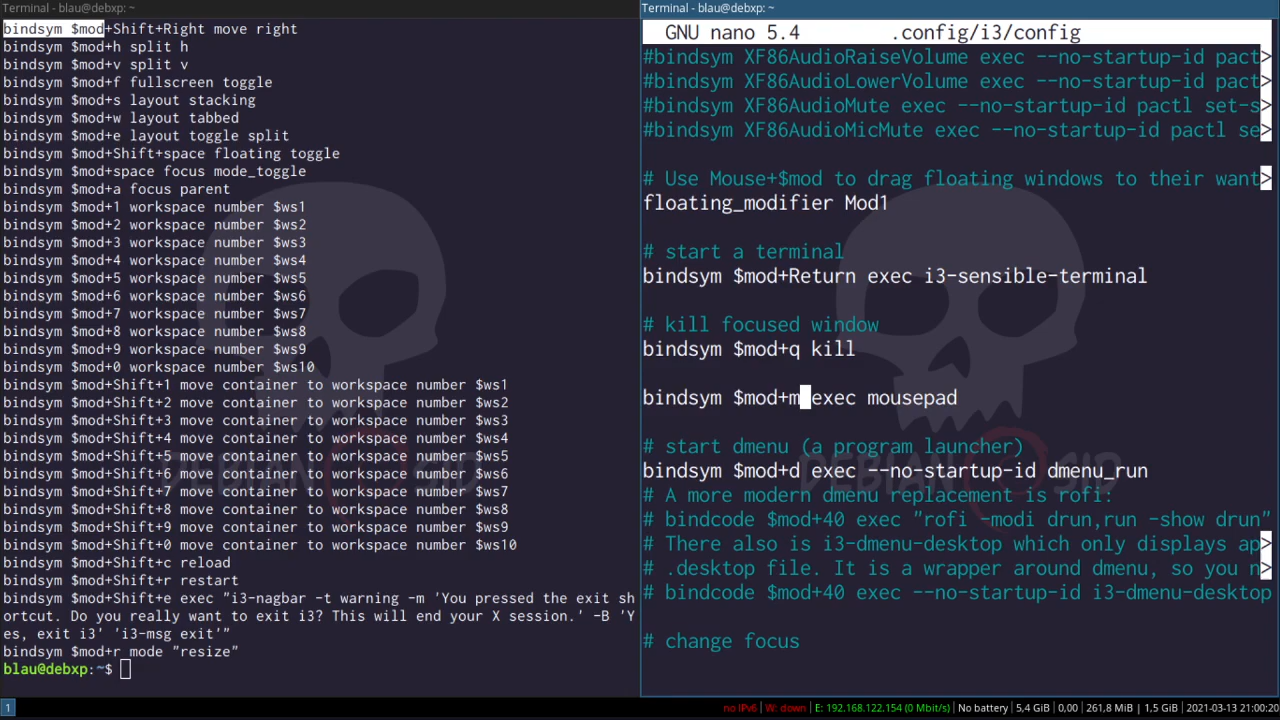 Terminal - blau@debxp: ~
bindsym $mod+Shift+Right move right
bindsym $mod+h split h
bindsym $mod+v split v
bindsym $mod+f fullscreen toggle
bindsym $mod+s layout stacking
bindsym $mod+w layout tabbed
bindsym $mod+e layout toggle split
bindsym $mod+Shift+space floating toggle
bindsym $mod+space focus mode_toggle
bindsym $mod+a focus parent
bindsym $mod+1 workspace number $ws1
bindsym $mod+2 workspace number $ws2
bindsym $mod+3 workspace number $ws3
bindsym $mod+4 workspace number $ws4
bindsym $mod+5 workspace number $ws5
bindsym $mod+6 workspace number $ws6
bindsym $mod+7 workspace number $ws7
bindsym $mod+8 workspace number $ws8
bindsym $mod+9 workspace number $ws9
bindsym $mod+0 workspace number $ws10
bindsym $mod+Shift+1 move container to workspace number $ws1
bindsym $mod+Shift+2 move container to workspace number $ws2
bindsym $mod+Shift+3 move container to workspace number $ws3
bindsym $mod+Shift+4 move container to workspace number $ws4
bindsym $mod+Shift+5 move container to workspace number $ws5
bindsym $mod+Shift+6 move container to workspace number $ws6
bindsym $mod+Shift+7 move container to workspace number $ws7
bindsym $mod+Shift+8 move container to workspace number $ws8
bindsym $mod+Shift+9 move container to workspace number $ws9
bindsym $mod+Shift+0 move container to workspace number $ws10
bindsym $mod+Shift+c reload
bindsym $mod+Shift+r restart
bindsym $mod+Shift+e exec "i3-nagbar -t warning -m 'You pressed the exit sh
ortcut. Do you really want to exit i3? This will end your X session.' -B 'Y
es, exit i3' 'i3-msg exit'"
bindsym $mod+r mode "resize"
blau@debxp:~$
DEBIAN SID
Terminal - blau@debxp: ~
GNU nano 5.4 .config/i3/config
#bindsym XF86AudioRaiseVolume exec --no-startup-id pact>
#bindsym XF86AudioLowerVolume exec --no-startup-id pact>
#bindsym XF86AudioMute exec --no-startup-id pactl set-s>
#bindsym XF86AudioMicMute exec --no-startup-id pactl se>
# Use Mouse+$mod to drag floating windows to their want>
floating_modifier Mod1
# start a terminal
bindsym $mod+Return exec i3-sensible-terminal
# kill focused window
bindsym $mod+q kill
bindsym $mod+m exec mousepad
# start dmenu (a program launcher)
bindsym $mod+d exec --no-startup-id dmenu_run
# A more modern dmenu replacement is rofi:
# bindcode $mod+40 exec "rofi -modi drun,run -show drun"
# There also is i3-dmenu-desktop which only displays ap>
# .desktop file. It is a wrapper around dmenu, so you n>
# bindcode $mod+40 exec --no-startup-id i3-dmenu-desktop
# change focus
DEBIAN SID
1
no IPv6 | W: down | E: 192.168.122.154 (0 Mbit/s) | No battery | 5,4 GiB | 0,00 | 261,8 MiB | 1,5 GiB | 2021-03-13 21:00:20